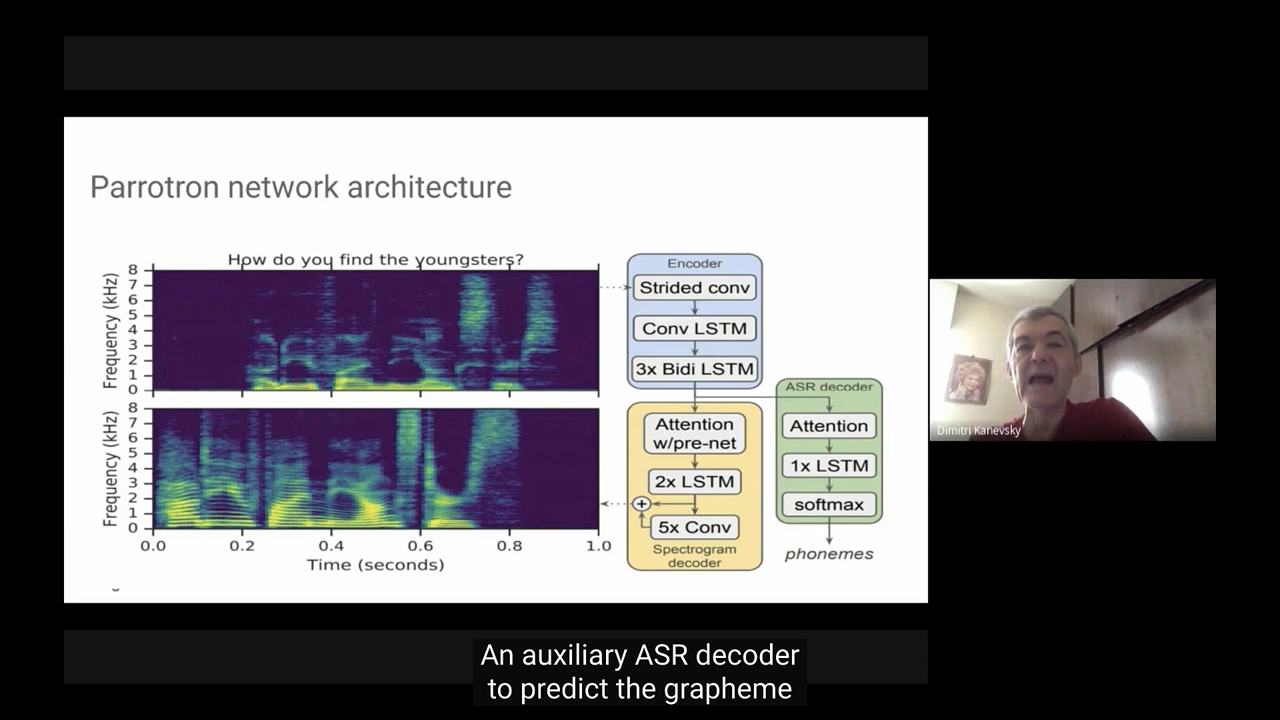 Parrotron network architecture
How do you find the youngsters?
Frequency (kHz)
8
7
6
5
4
3
2
1
0
Frequency (kHz)
8
7
6
5
4
3
2
1
0
0.0 0.2 0.4 0.6 0.8 1.0
Time (seconds)
Encoder
Strided conv
Conv LSTM
3x Bidi LSTM
Attention
w/pre-net
2x LSTM
+
5x Conv
Spectrogram
decoder
ASR decoder
Attention
1x LSTM
softmax
phonemes
Dimitri Kanevsky
An auxiliary ASR decoder
to predict the grapheme